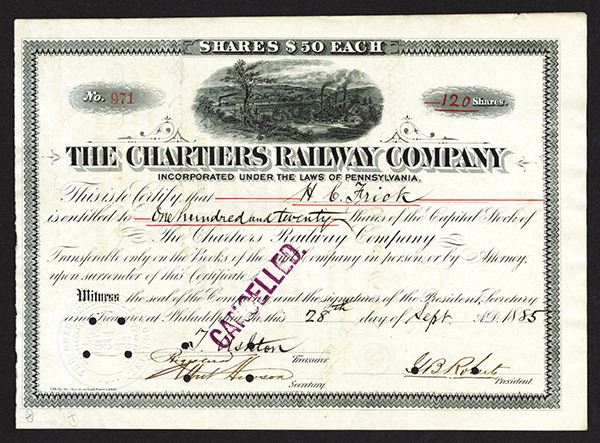 SHARES $50 EACH
No. 971
120 Shares.
THE CHARTIERS RAILWAY COMPANY
INCORPORATED UNDER THE LAWS OF PENNSYLVANIA.
This is to Certify, that H C Frick
is entitled to One hundred and twenty Shares of the Capital Stock of
The Chartiers Railway Company
Transferable only on the Books of the Company in person, or by Attorney,
upon surrender of this Certificate.
CANCELLED.
Witness the seal of the Company and the signatures of the President, Secretary
and Treasurer at Philadelphia, Pa. this 28th day of Sept A.D. 1885
Treasurer.
Secretary.
G B Roberts
President.